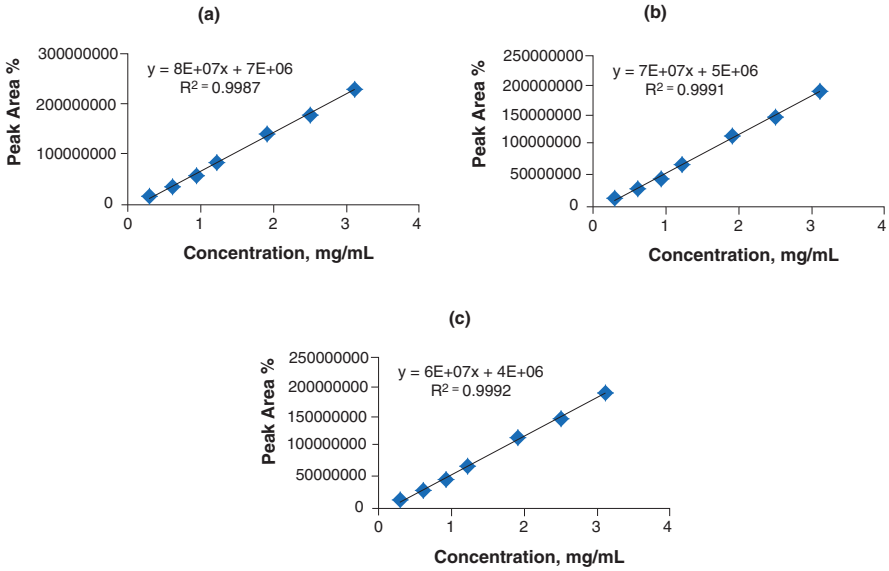 (a)
300000000
200000000
100000000
0
Peak Area %
y = 8E+07x + 7E+06
R² = 0.9987
0 1 2 3 4
Concentration, mg/mL
(b)
250000000
200000000
150000000
100000000
50000000
0
Peak Area %
y = 7E+07x + 5E+06
R² = 0.9991
0 1 2 3 4
Concentration, mg/mL
(c)
250000000
200000000
150000000
100000000
50000000
0
Peak Area %
y = 6E+07x + 4E+06
R² = 0.9992
0 1 2 3 4
Concentration, mg/mL